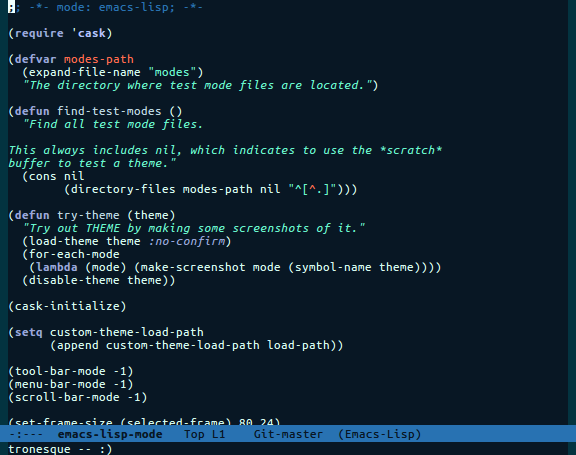 ;; -*- mode: emacs-lisp; -*-

(require 'cask)

(defvar modes-path
  (expand-file-name "modes")
  "The directory where test mode files are located.")

(defun find-test-modes ()
  "Find all test mode files.

This always includes nil, which indicates to use the *scratch*
buffer to test a theme."
  (cons nil
        (directory-files modes-path nil "^[^.]")))

(defun try-theme (theme)
  "Try out THEME by making some screenshots of it."
  (load-theme theme :no-confirm)
  (for-each-mode
   (lambda (mode) (make-screenshot mode (symbol-name theme))))
  (disable-theme theme))

(cask-initialize)

(setq custom-theme-load-path
      (append custom-theme-load-path load-path))

(tool-bar-mode -1)
(menu-bar-mode -1)
(scroll-bar-mode -1)

(set-frame-size (selected-frame) 80 24)
-:---  emacs-lisp-mode   Top L1    Git-master  (Emacs-Lisp)
tronesque -- :)